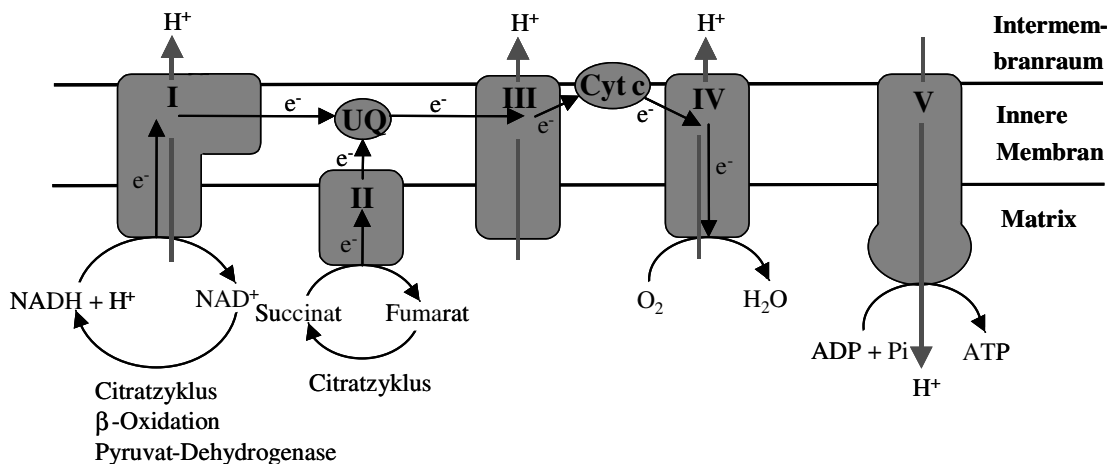 H⁺
H⁺
H⁺
Intermem-
branraum
I
e⁻
UQ
e⁻
III
e⁻
Cyt c
e⁻
IV
V
Innere
Membran
e⁻
e⁻
II
e⁻
e⁻
Matrix
NADH + H⁺
NAD⁺
Succinat
Fumarat
O₂
H₂O
ADP + Pi
ATP
H⁺
Citratzyklus
β-Oxidation
Pyruvat-Dehydrogenase
Citratzyklus